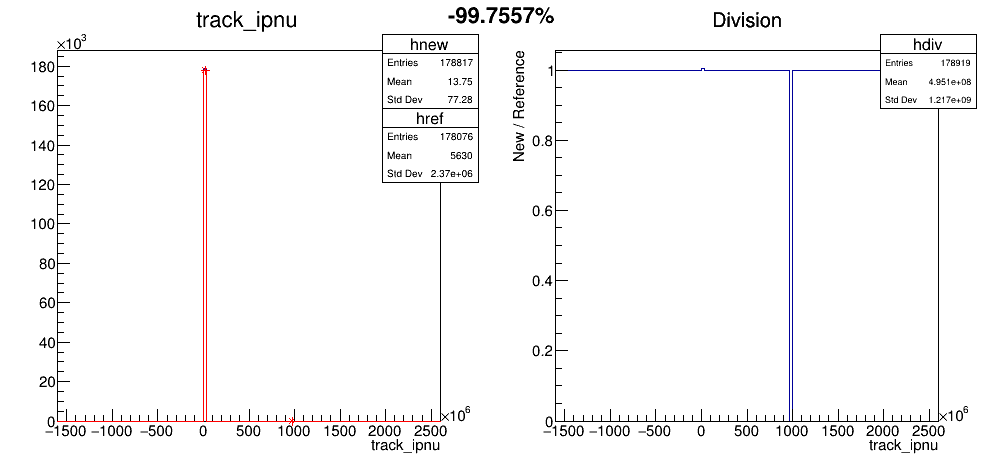 -99.7557%
track_ipnu
×10³
hnew
Entries 178817
Mean 13.75
Std Dev 77.28
href
Entries 178076
Mean 5630
Std Dev 2.37e+06
180
160
140
120
100
80
60
40
20
0
−1500 −1000 −500 0 500 1000 1500 2000 2500
×10⁶
track_ipnu
Division
hdiv
Entries 178919
Mean 4.951e+08
Std Dev 1.217e+09
New / Reference
1
0.8
0.6
0.4
0.2
0
−1500 −1000 −500 0 500 1000 1500 2000 2500
×10⁶
track_ipnu